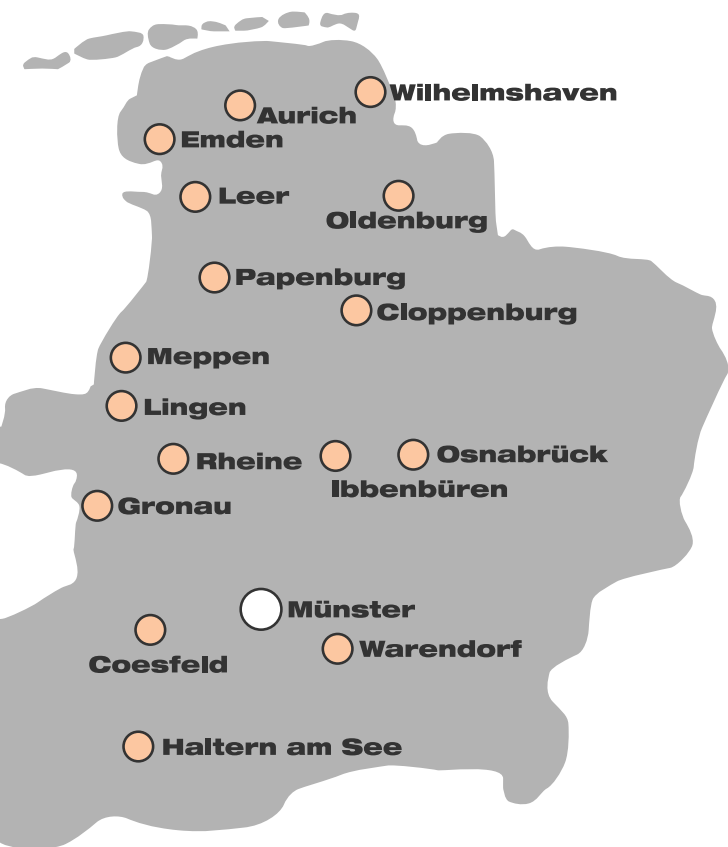 Wilhelmshaven
Aurich
Emden
Leer
Oldenburg
Papenburg
Cloppenburg
Meppen
Lingen
Rheine
Osnabrück
Ibbenbüren
Gronau
Münster
Warendorf
Coesfeld
Haltern am See